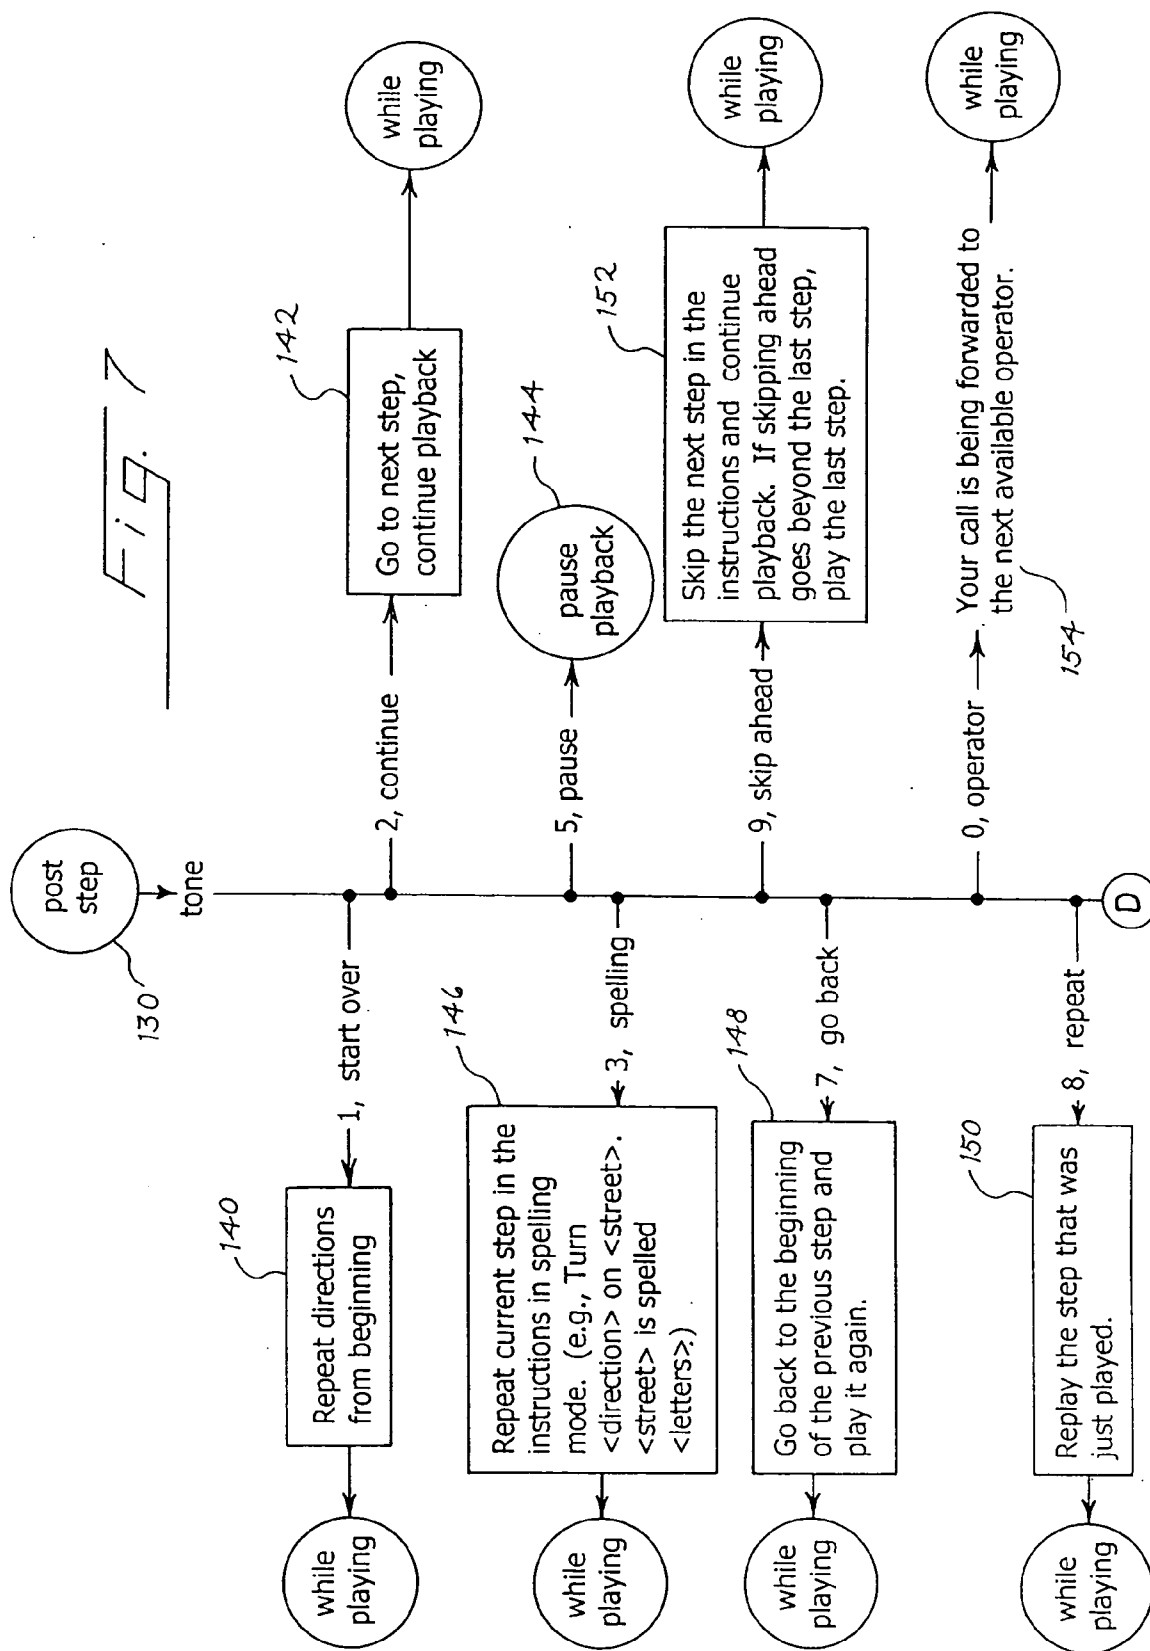 Fig. 7
post
step
130
tone
1, start over
140
Repeat directions
from beginning
while
playing
2, continue
142
Go to next step,
continue playback
while
playing
5, pause
144
pause
playback
3, spelling
146
Repeat current step in the
instructions in spelling
mode. (e.g., Turn
<direction> on <street>.
<street> is spelled
<letters>.)
while
playing
9, skip ahead
152
Skip the next step in the
instructions and continue
playback. If skipping ahead
goes beyond the last step,
play the last step.
while
playing
7, go back
148
Go back to the beginning
of the previous step and
play it again.
while
playing
0, operator
Your call is being forwarded to
the next available operator.
154
while
playing
8, repeat
150
Replay the step that was
just played.
while
playing
D